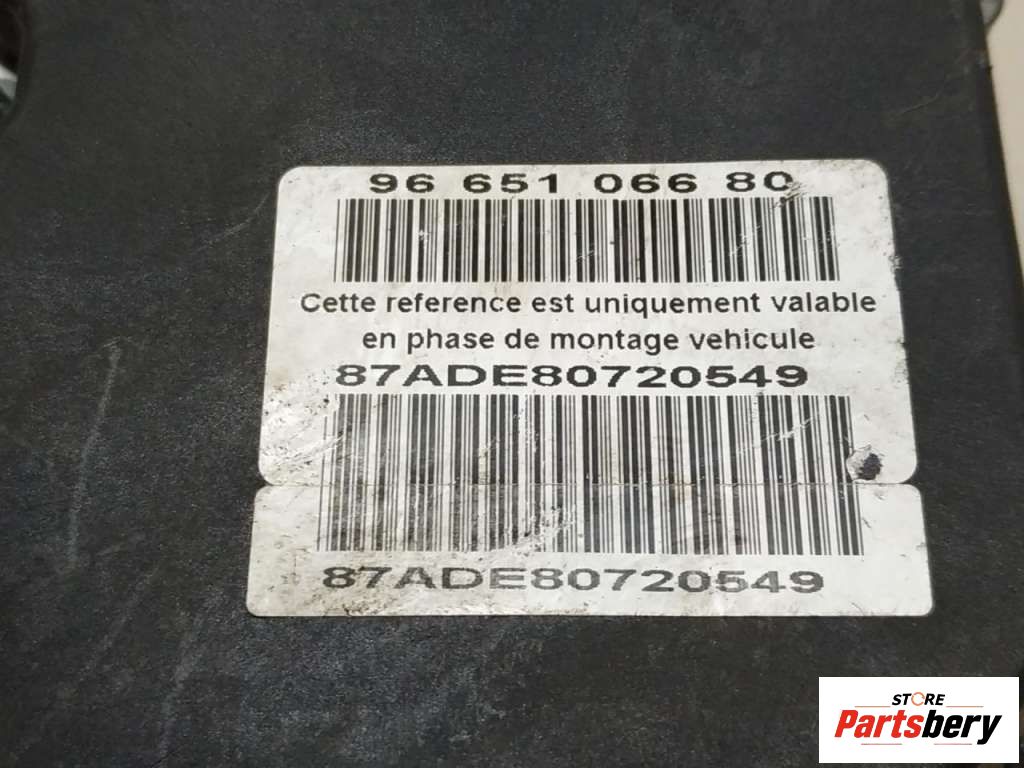 96 651 066 80
Cette reference est uniquement valable
en phase de montage vehicule
87ADE80720549
87ADE80720549
STORE
Partsbery